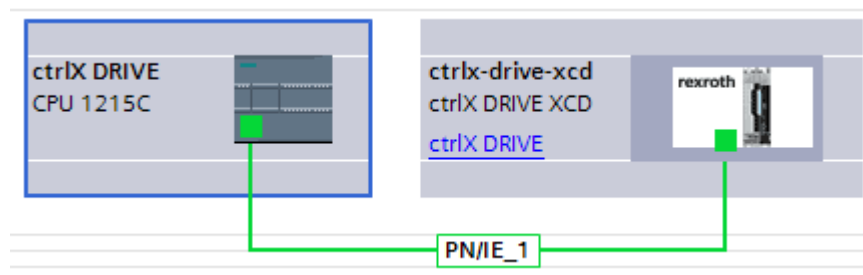 ctrlX DRIVE
CPU 1215C
ctrlx-drive-xcd
ctrlX DRIVE XCD
ctrlX DRIVE
rexroth
PN/IE_1